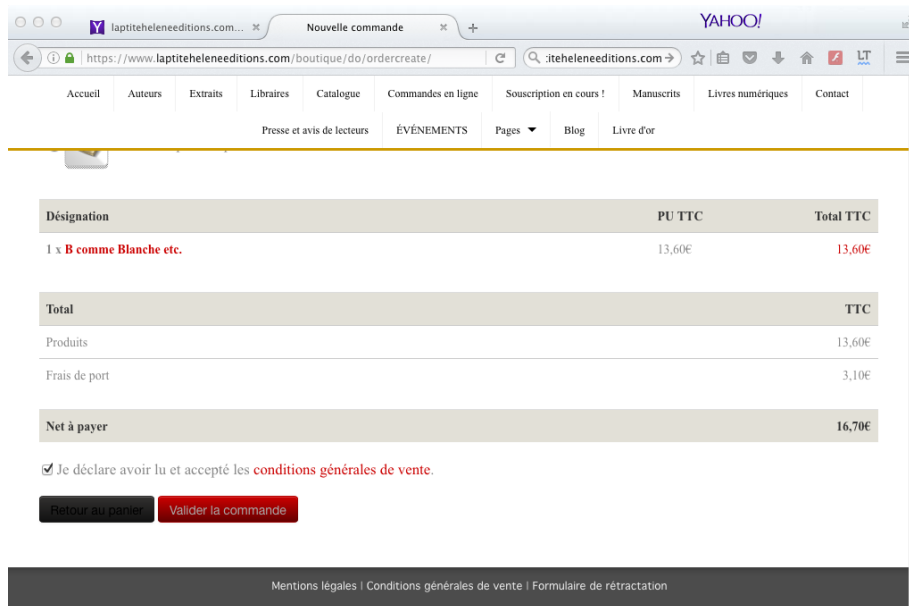 laptiteheleneeditions.com... × Nouvelle commande × +
YAHOO!
https://www.laptiteheleneeditions.com/boutique/do/ordercreate/ :iteheleneeditions.com → LT
Accueil Auteurs Extraits Libraires Catalogue Commandes en ligne Souscription en cours ! Manuscrits Livres numériques Contact
Presse et avis de lecteurs ÉVÉNEMENTS Pages Blog Livre d'or
Désignation PU TTC Total TTC
1 x B comme Blanche etc. 13,60€ 13,60€
Total TTC
Produits 13,60€
Frais de port 3,10€
Net à payer 16,70€
Je déclare avoir lu et accepté les conditions générales de vente.
Retour au panier Valider la commande
Mentions légales | Conditions générales de vente | Formulaire de rétractation